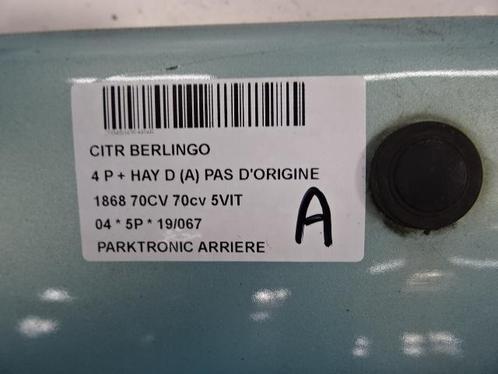 CITR BERLINGO
4 P + HAY D (A) PAS D'ORIGINE
1868 70CV 70cv 5VIT
04 * 5P * 19/067
PARKTRONIC ARRIERE
A